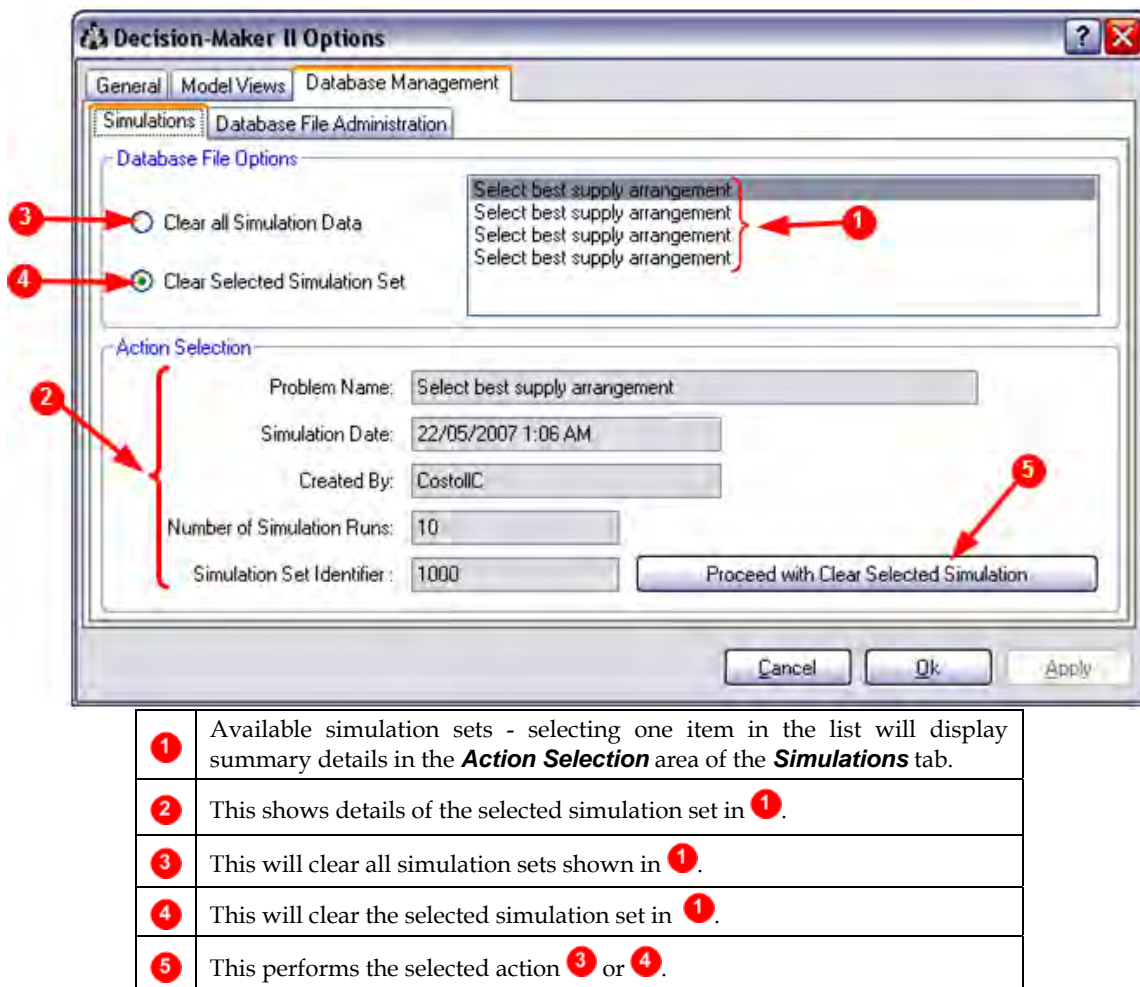 Decision-Maker II Options
General Model Views Database Management
Simulations Database File Administration
Database File Options
3 Clear all Simulation Data
4 Clear Selected Simulation Set
Select best supply arrangement
Select best supply arrangement
Select best supply arrangement
Select best supply arrangement
1
Action Selection
2
Problem Name: Select best supply arrangement
Simulation Date: 22/05/2007 1:06 AM
Created By: CostollC
Number of Simulation Runs: 10
Simulation Set Identifier : 1000
5
Proceed with Clear Selected Simulation
Cancel Ok Apply
1 Available simulation sets - selecting one item in the list will display
summary details in the Action Selection area of the Simulations tab.
2 This shows details of the selected simulation set in 1.
3 This will clear all simulation sets shown in 1.
4 This will clear the selected simulation set in 1.
5 This performs the selected action 3 or 4.